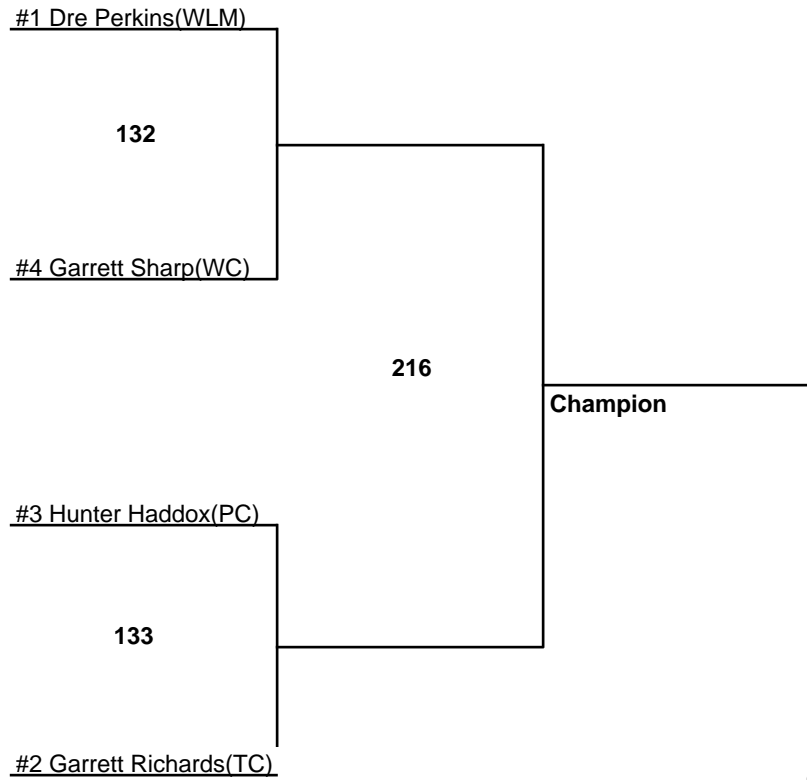 #1 Dre Perkins(WLM)
132
#4 Garrett Sharp(WC)
216
Champion
#3 Hunter Haddox(PC)
133
#2 Garrett Richards(TC)